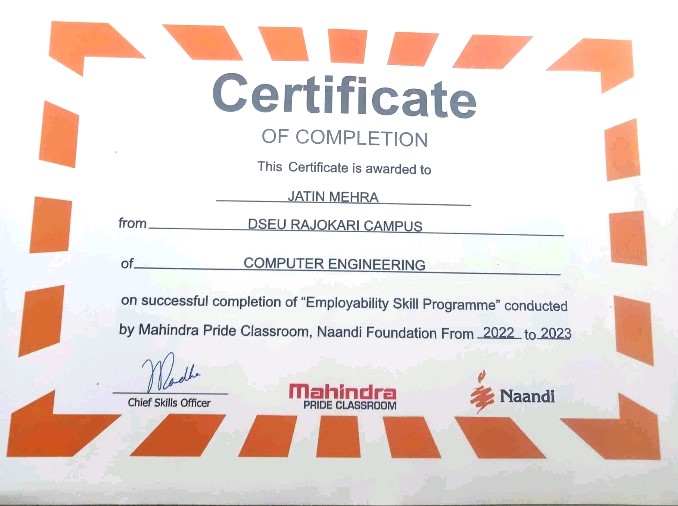 Certificate
OF COMPLETION
This Certificate is awarded to
JATIN MEHRA
from DSEU RAJOKARI CAMPUS
of COMPUTER ENGINEERING
on successful completion of “Employability Skill Programme” conducted
by Mahindra Pride Classroom, Naandi Foundation From 2022 to 2023
Chief Skills Officer
Mahindra
PRIDE CLASSROOM
Naandi